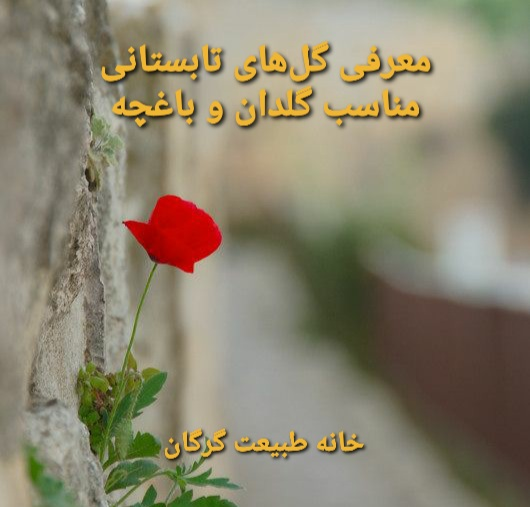 معرفی گل‌های تابستانی
مناسب گلدان و باغچه
خانه طبیعت گرگان